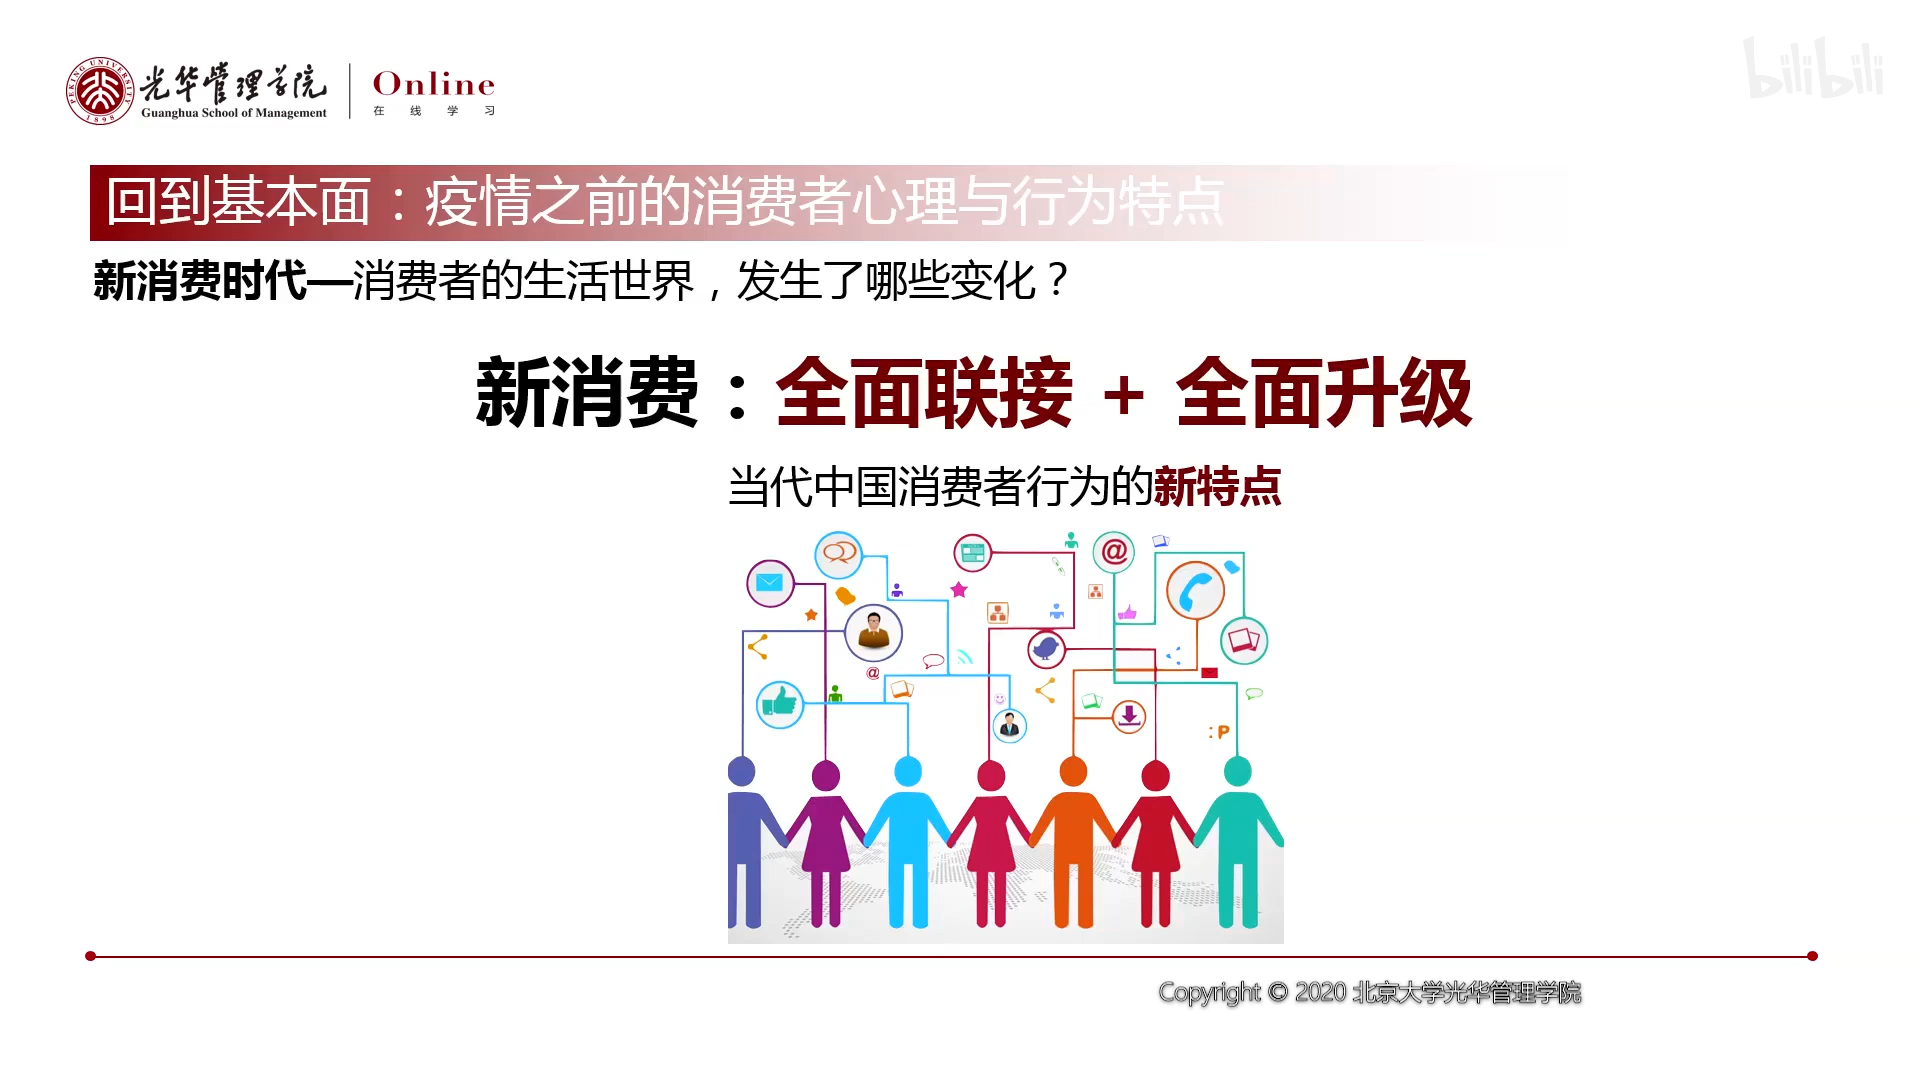 PEKING UNIVERSITY
1898
光华管理学院
Guanghua School of Management
Online
在线学习
bilibili
回到基本面：疫情之前的消费者心理与行为特点
新消费时代—消费者的生活世界，发生了哪些变化？
新消费：全面联接 + 全面升级
当代中国消费者行为的新特点
@
@
:P
Copyright © 2020 北京大学光华管理学院